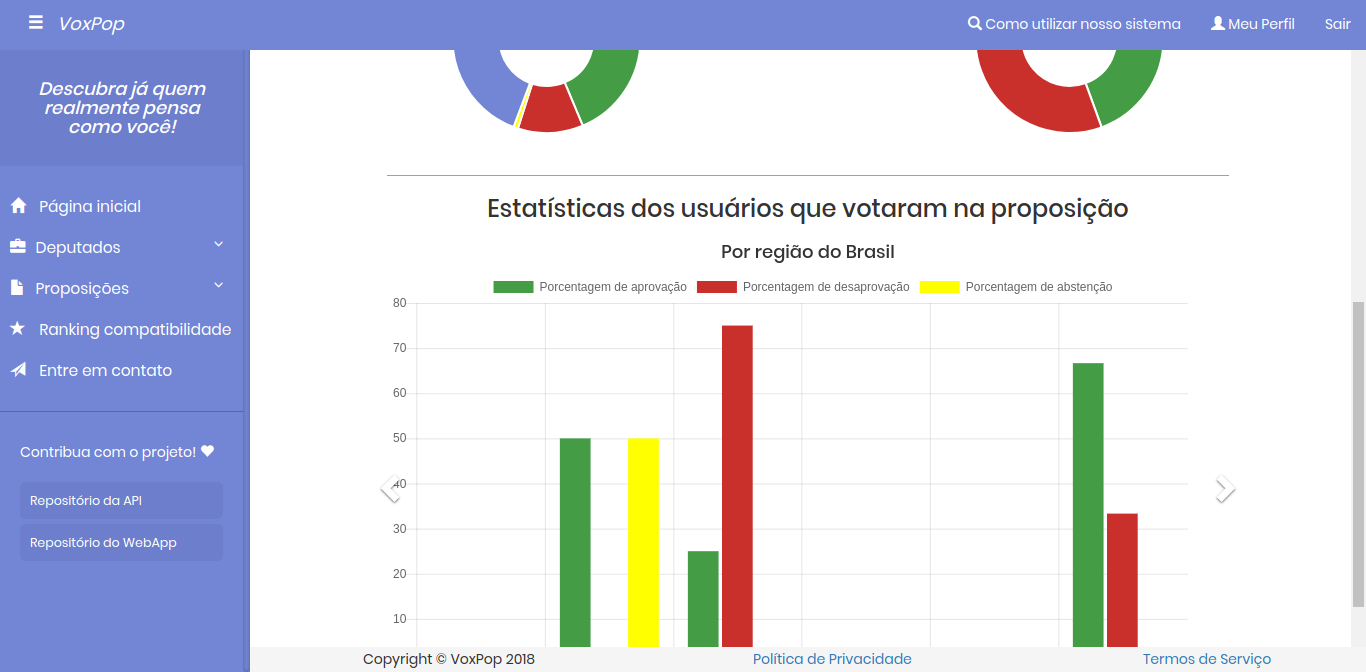 VoxPop
Como utilizar nosso sistema
Meu Perfil
Sair
Descubra já quem
realmente pensa
como você!
Página inicial
Deputados
Proposições
Ranking compatibilidade
Entre em contato
Contribua com o projeto!
Repositório da API
Repositório do WebApp
Estatísticas dos usuários que votaram na proposição
Por região do Brasil
Porcentagem de aprovação
Porcentagem de desaprovação
Porcentagem de abstenção
80
70
60
50
40
30
20
10
Copyright © VoxPop 2018
Política de Privacidade
Termos de Serviço